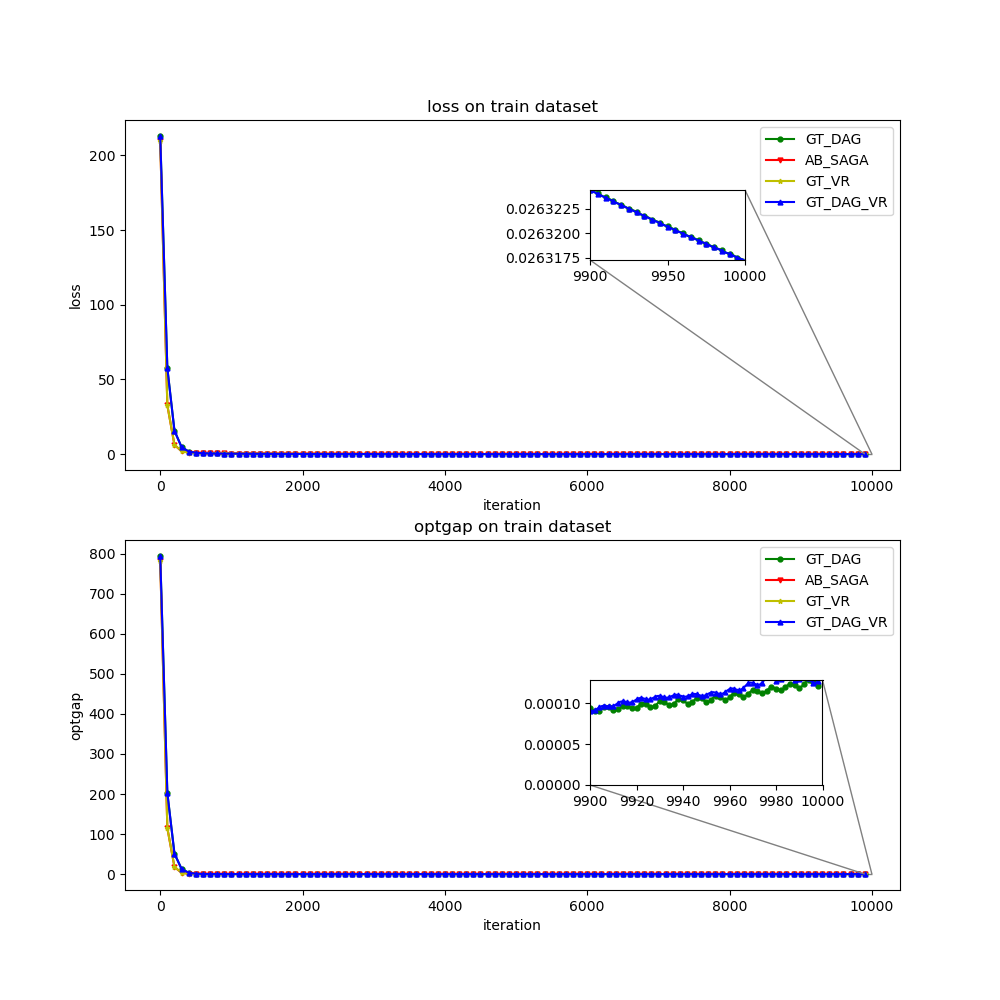 loss on train dataset
200
150
100
50
0
loss
0 2000 4000 6000 8000 10000
iteration
GT_DAG
AB_SAGA
GT_VR
GT_DAG_VR
0.0263225
0.0263200
0.0263175
9900 9950 10000
optgap on train dataset
800
700
600
500
400
300
200
100
0
optgap
0 2000 4000 6000 8000 10000
iteration
GT_DAG
AB_SAGA
GT_VR
GT_DAG_VR
0.00010
0.00005
0.00000
9900 9920 9940 9960 9980 10000